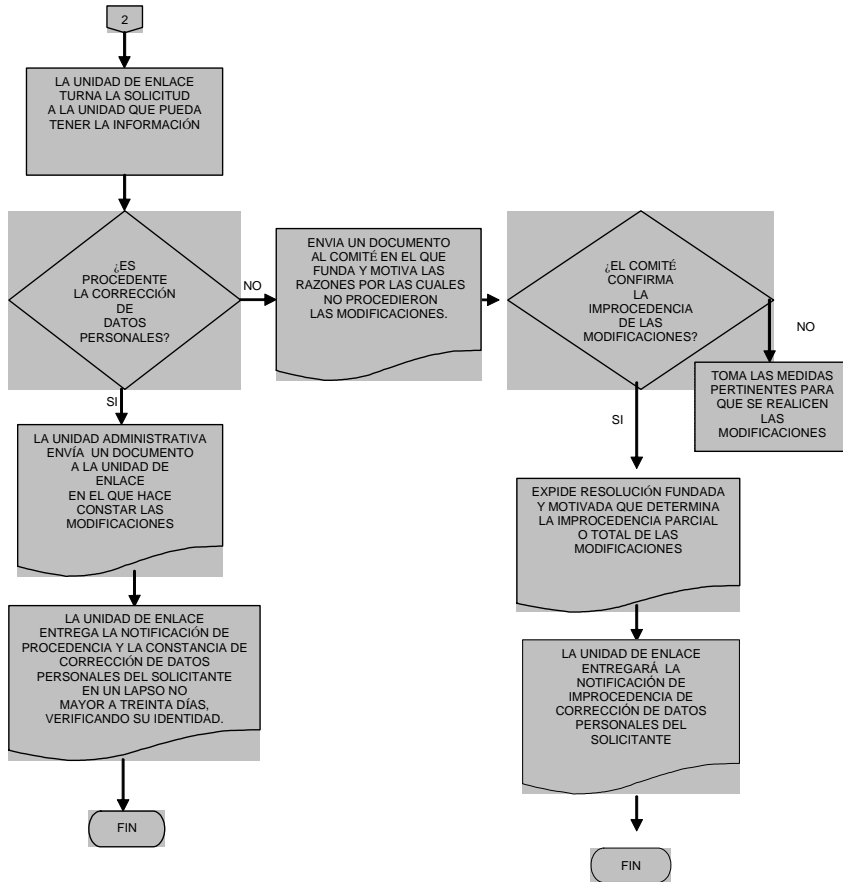 2
LA UNIDAD DE ENLACE
TURNA LA SOLICITUD
A LA UNIDAD QUE PUEDA
TENER LA INFORMACIÓN
¿ES
PROCEDENTE
LA CORRECCIÓN
DE
DATOS
PERSONALES?
NO
ENVIA UN DOCUMENTO
AL COMITÉ EN EL QUE
FUNDA Y MOTIVA LAS
RAZONES POR LAS CUALES
NO PROCEDIERON
LAS MODIFICACIONES.
¿EL COMITÉ
CONFIRMA
LA
IMPROCEDENCIA
DE LAS
MODIFICACIONES?
NO
TOMA LAS MEDIDAS
PERTINENTES PARA
QUE SE REALICEN
LAS
MODIFICACIONES
SI
LA UNIDAD ADMINISTRATIVA
ENVÍA UN DOCUMENTO
A LA UNIDAD DE
ENLACE
EN EL QUE HACE
CONSTAR LAS
MODIFICACIONES
SI
EXPIDE RESOLUCIÓN FUNDADA
Y MOTIVADA QUE DETERMINA
LA IMPROCEDENCIA PARCIAL
O TOTAL DE LAS
MODIFICACIONES
LA UNIDAD DE ENLACE
ENTREGA LA NOTIFICACIÓN DE
PROCEDENCIA Y LA CONSTANCIA DE
CORRECCIÓN DE DATOS
PERSONALES DEL SOLICITANTE
EN UN LAPSO NO
MAYOR A TREINTA DÍAS,
VERIFICANDO SU IDENTIDAD.
LA UNIDAD DE ENLACE
ENTREGARÁ LA
NOTIFICACIÓN DE
IMPROCEDENCIA DE
CORRECCIÓN DE DATOS
PERSONALES DEL
SOLICITANTE
FIN
FIN